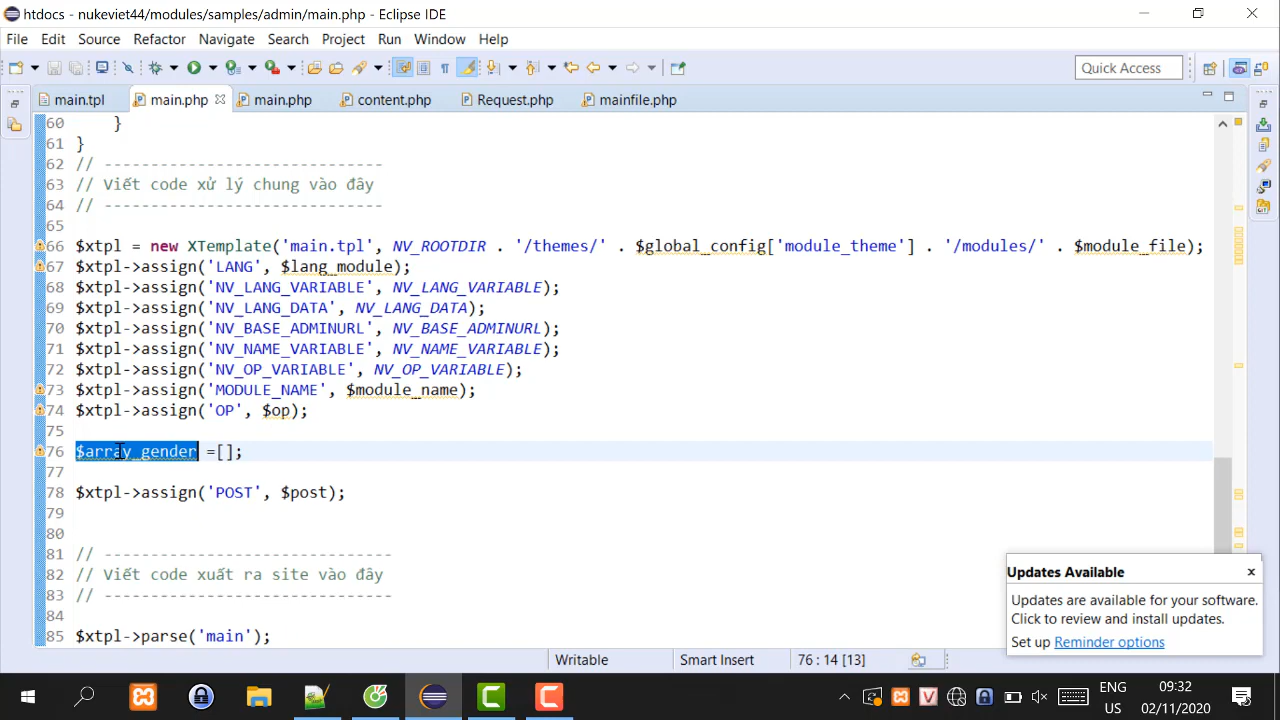 htdocs - nukeviet44/modules/samples/admin/main.php - Eclipse IDE
File Edit Source Refactor Navigate Search Project Run Window Help
Quick Access
main.tpl main.php main.php content.php Request.php mainfile.php
60 }
61 }
62 // ------------------------------
63 // Viết code xử lý chung vào đây
64 // ------------------------------
65
66 $xtpl = new XTemplate('main.tpl', NV_ROOTDIR . '/themes/' . $global_config['module_theme'] . '/modules/' . $module_file);
67 $xtpl->assign('LANG', $lang_module);
68 $xtpl->assign('NV_LANG_VARIABLE', NV_LANG_VARIABLE);
69 $xtpl->assign('NV_LANG_DATA', NV_LANG_DATA);
70 $xtpl->assign('NV_BASE_ADMINURL', NV_BASE_ADMINURL);
71 $xtpl->assign('NV_NAME_VARIABLE', NV_NAME_VARIABLE);
72 $xtpl->assign('NV_OP_VARIABLE', NV_OP_VARIABLE);
73 $xtpl->assign('MODULE_NAME', $module_name);
74 $xtpl->assign('OP', $op);
75
76 $array_gender =[];
77
78 $xtpl->assign('POST', $post);
79
80
81 // -------------------------------
82 // Viết code xuất ra site vào đây
83 // -------------------------------
84
85 $xtpl->parse('main');
Updates Available
Updates are available for your software.
Click to review and install updates.
Set up Reminder options
Writable Smart Insert 76 : 14 [13]
ENG
US
09:32
02/11/2020